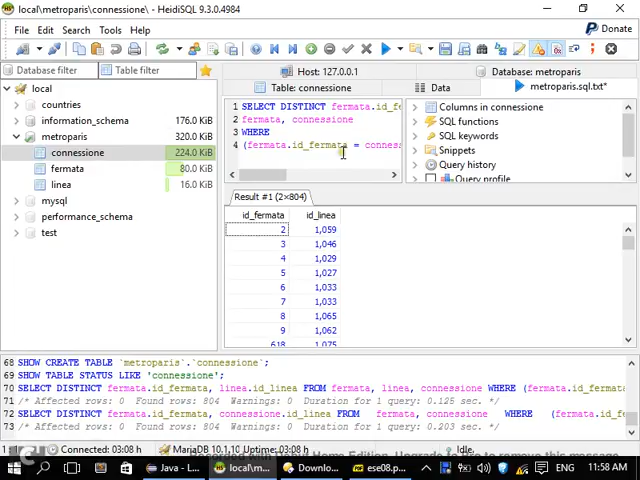 local\metroparis\connessione\ - HeidiSQL 9.3.0.4984
File Edit Search Tools Help
Donate
Database filter
Table filter
Host: 127.0.0.1
Database: metroparis
Table: connessione
Data
metroparis.sql.txt*
local
countries
information_schema 176.0 KiB
metroparis 320.0 KiB
connessione 224.0 KiB
fermata 80.0 KiB
linea 16.0 KiB
mysql
performance_schema
test
1 SELECT DISTINCT fermata.id_fe
2 fermata, connessione
3 WHERE
4 (fermata.id_fermata = connes
Columns in connessione
SQL functions
SQL keywords
Snippets
Query history
Query profile
Result #1 (2×804)
id_fermata id_linea
2 1,059
3 1,046
4 1,029
5 1,027
6 1,033
7 1,033
8 1,065
9 1,062
618 1,075
68 SHOW CREATE TABLE `metroparis`.`connessione`;
69 SHOW TABLE STATUS LIKE 'connessione';
70 SELECT DISTINCT fermata.id_fermata, linea.id_linea FROM fermata, linea, connessione WHERE (fermata.id_fermata
71 /* Affected rows: 0 Found rows: 804 Warnings: 0 Duration for 1 query: 0.125 sec. */
72 SELECT DISTINCT fermata.id_fermata, connessione.id_linea FROM fermata, connessione WHERE (fermata.id_f
73 /* Affected rows: 0 Found rows: 804 Warnings: 0 Duration for 1 query: 0.203 sec. */
Connected: 03:08 h
MariaDB 10.1.10
Uptime: 03:08 h
Idle.
Java - L...
local\m...
Downlo...
ese08.p...
ENG
11:58 AM